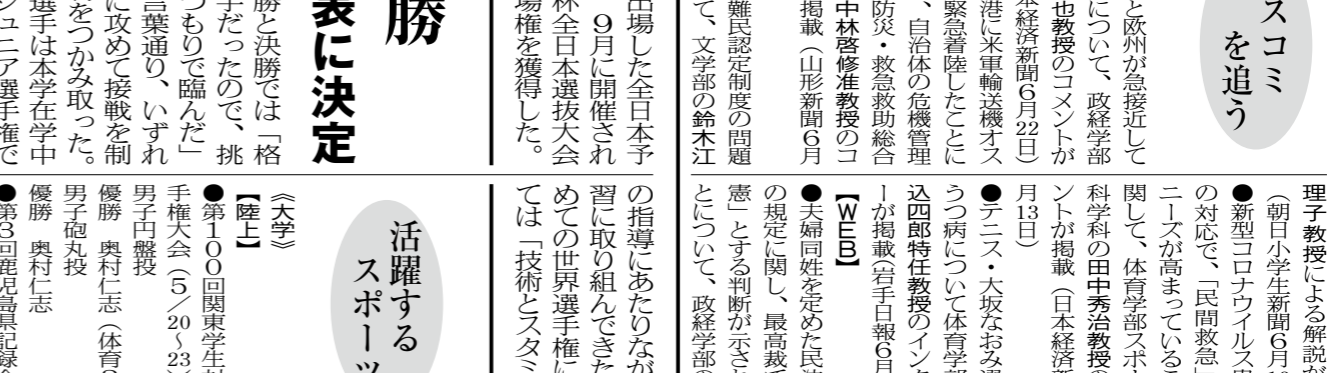 スコミ
を追う
と欧州が急接近して
について、政経学部
也教授のコメントが
本経済新聞6月22日）
港に米軍輸送機オス
緊急着陸したことに
、自治体の危機管理
防災・救急救助総合
中林啓修准教授のコ
掲載（山形新聞6月
難民認定制度の問題
て、文学部の鈴木江
理子教授による解説が
（朝日小学生新聞6月
●新型コロナウイルス
の対応で、「民間救急」
ニーズが高まっているこ
関して、体育学部スポ
科学科の田中秀治教授の
ントが掲載（日本経済新
月13日）
●テニス・大坂なおみ選
うつ病について体育学部
込四郎特任教授のインタ
ーが掲載（岩手日報6月
【ＷＥＢ】
●夫婦同姓を定めた民法
の規定に関し、最高裁で
憲」とする判断が示され
とについて、政経学部の
出場した全日本予
9月に開催され
杯全日本選抜大会
場権を獲得した。
勝
表に決定
勝と決勝では「格
手だったので、挑
つもりで臨んだ」
言葉通り、いずれ
に攻めて接戦を制
をつかみ取った。
選手は本学在学中
ジュニア選手権で
の指導にあたりなが
習に取り組んできた
めての世界選手権に
ては「技術とスタミ
活躍する
スポーツ
《大学》
【陸上】
●第１００回関東学生対
手権大会（5／20～23）
男子円盤投
優勝　奥村仁志（体育
男子砲丸投
優勝　奥村仁志
●第３回鹿児島県記録会